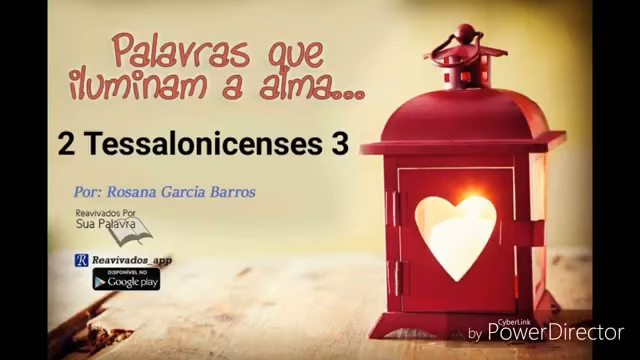 Palavras que
iluminam a alma...
2 Tessalonicenses 3
Por: Rosana Garcia Barros
Reavivados Por
Sua Palavra
R Reavivados_app
DISPONÍVEL NO
Google play
CyberLink
by PowerDirector